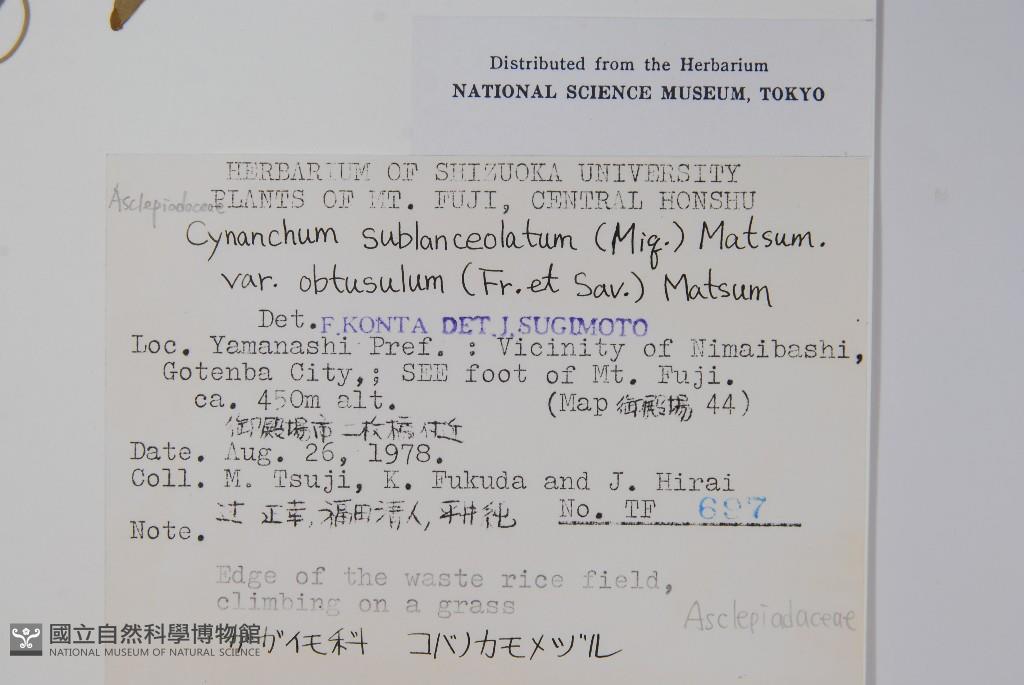 Distributed from the Herbarium
NATIONAL SCIENCE MUSEUM, TOKYO
HERBARIUM OF SHIZUOKA UNIVERSITY
Asclepiadaceae
PLANTS OF MT. FUJI, CENTRAL HONSHU
Cynanchum sublanceolatum (Miq.) Matsum.
var. obtusulum (Fr. et Sav.) Matsum
Det. F. KONTA DET. J. SUGIMOTO
Loc. Yamanashi Pref. : Vicinity of Nimaibashi,
Gotenba City,; SEE foot of Mt. Fuji.
ca. 450m alt. (Map 御殿場 44)
御殿場市二枚橋付近
Date. Aug. 26, 1978.
Coll. M. Tsuji, K. Fukuda and J. Hirai
辻 正幸, 福田清人, 平井純 No. TF 697
Note.
Edge of the waste rice field,
climbing on a grass
Asclepiadaceae
ガガイモ科 コバノカモメヅル
國立自然科學博物館
NATIONAL MUSEUM OF NATURAL SCIENCE